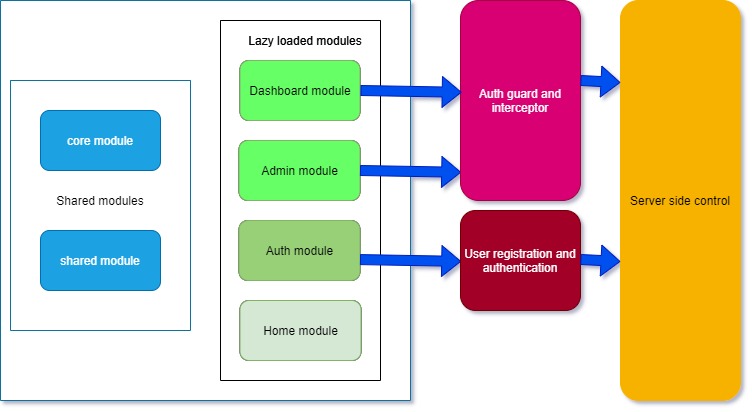 Lazy loaded modules
Dashboard module
Admin module
Auth module
Home module
core module
Shared modules
shared module
Auth guard and
interceptor
User registration and
authentication
Server side control